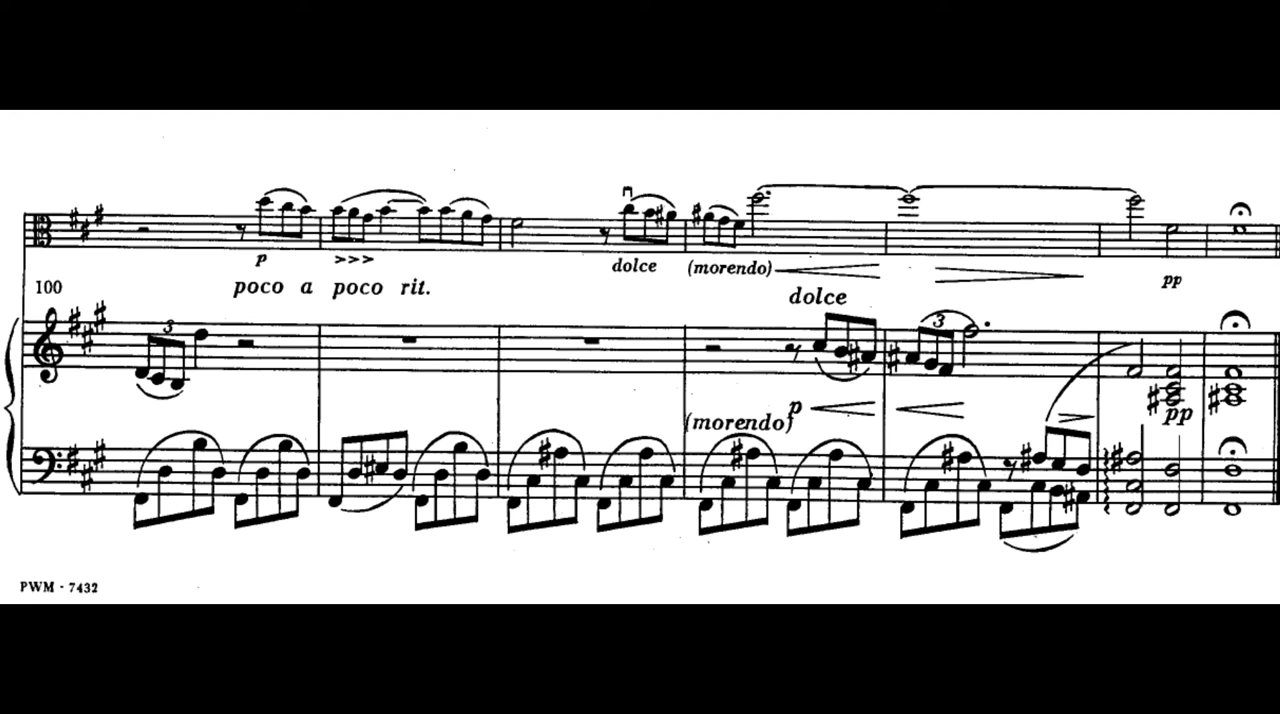 p > > >
dolce (morendo)
pp
100 poco a poco rit.
dolce
3 3
p
(morendo)
pp
PWM - 7432